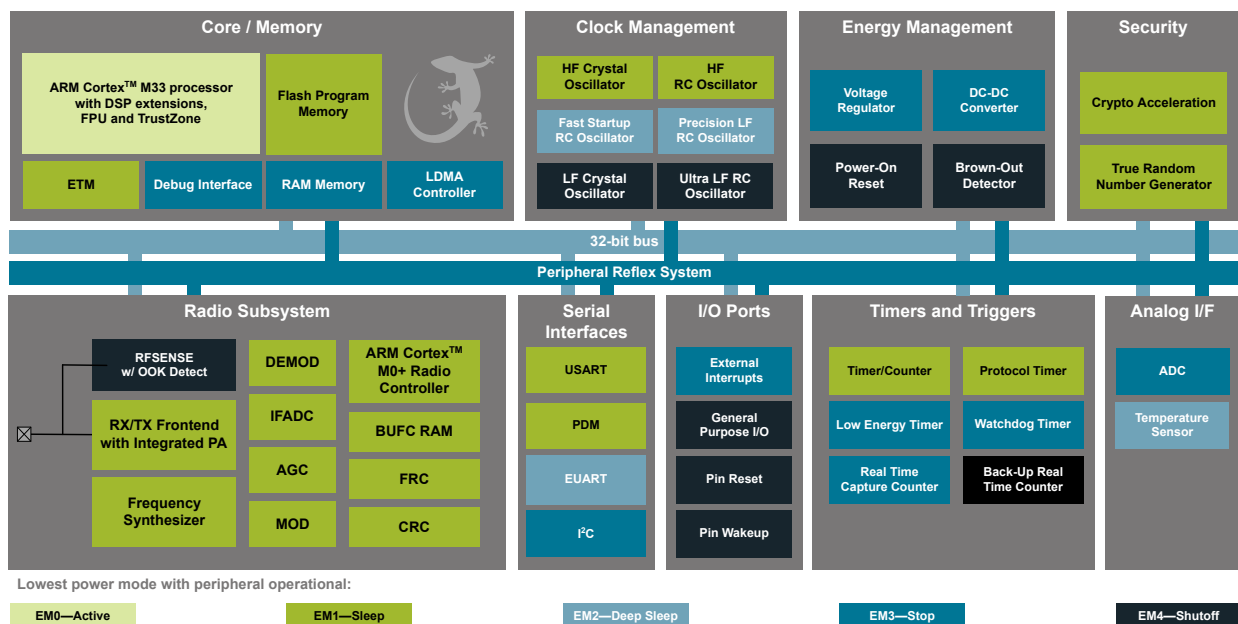 Core / Memory
ARM Cortex™ M33 processor
with DSP extensions,
FPU and TrustZone
Flash Program
Memory
ETM
Debug Interface
RAM Memory
LDMA
Controller
Clock Management
HF Crystal
Oscillator
HF
RC Oscillator
Fast Startup
RC Oscillator
Precision LF
RC Oscillator
LF Crystal
Oscillator
Ultra LF RC
Oscillator
Energy Management
Voltage
Regulator
DC-DC
Converter
Power-On
Reset
Brown-Out
Detector
Security
Crypto Acceleration
True Random
Number Generator
32-bit bus
Peripheral Reflex System
Radio Subsystem
RFSENSE
w/ OOK Detect
RX/TX Frontend
with Integrated PA
Frequency
Synthesizer
DEMOD
IFADC
AGC
MOD
ARM Cortex™
M0+ Radio
Controller
BUFC RAM
FRC
CRC
Serial
Interfaces
USART
PDM
EUART
I²C
I/O Ports
External
Interrupts
General
Purpose I/O
Pin Reset
Pin Wakeup
Timers and Triggers
Timer/Counter
Protocol Timer
Low Energy Timer
Watchdog Timer
Real Time
Capture Counter
Back-Up Real
Time Counter
Analog I/F
ADC
Temperature
Sensor
Lowest power mode with peripheral operational:
EM0—Active
EM1—Sleep
EM2—Deep Sleep
EM3—Stop
EM4—Shutoff